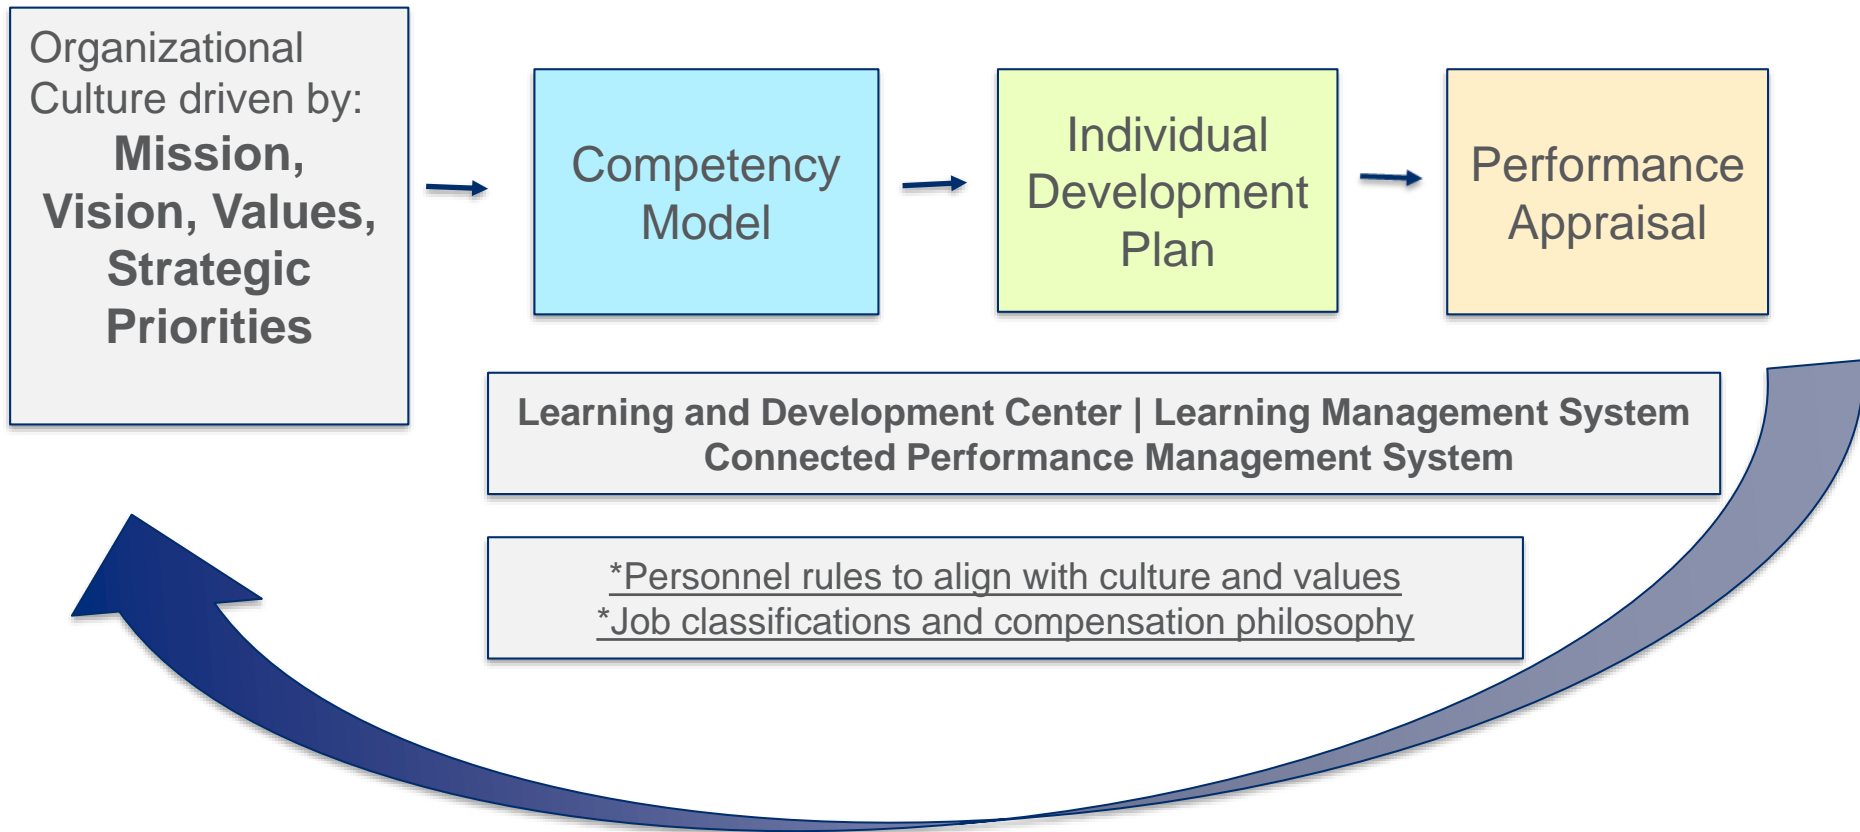 Organizational
Culture driven by:
Mission,
Vision, Values,
Strategic
Priorities
Competency
Model
Individual
Development
Plan
Performance
Appraisal
Learning and Development Center | Learning Management System
Connected Performance Management System
*Personnel rules to align with culture and values
*Job classifications and compensation philosophy